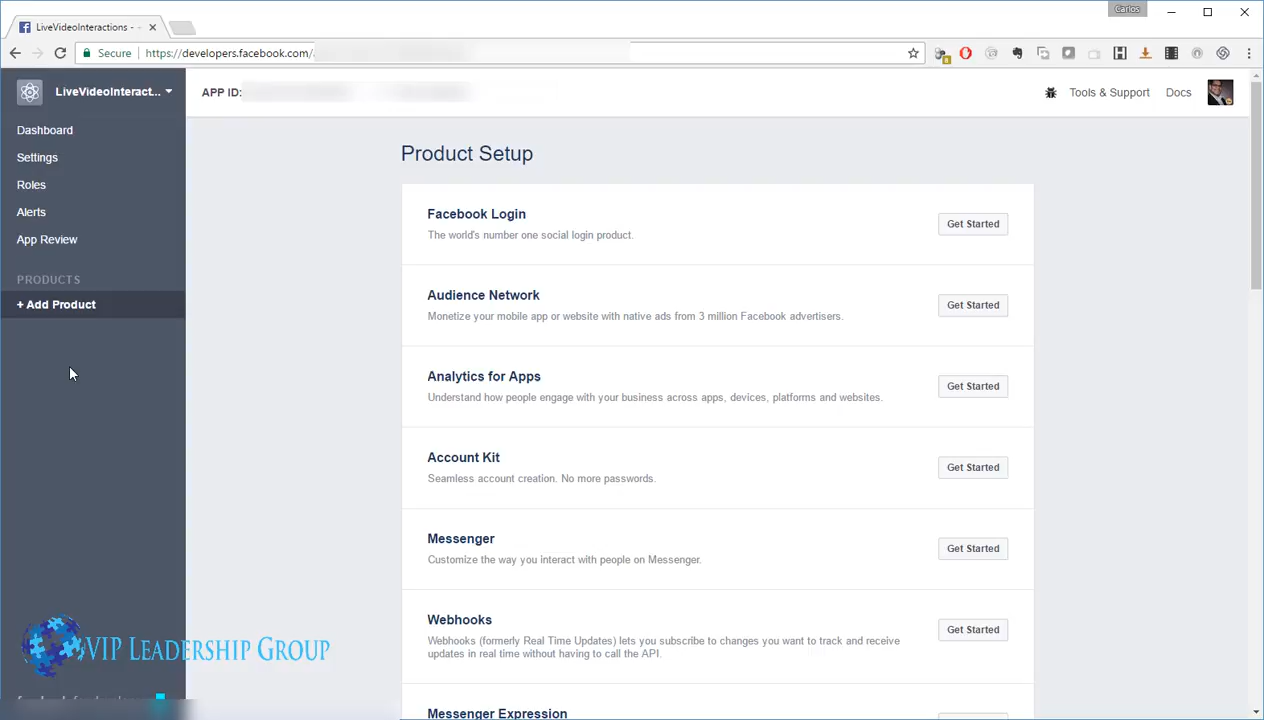 Carlos
LiveVideoInteractions -
Secure https://developers.facebook.com/
LiveVideoInteract...
APP ID:
Tools & Support
Docs
Dashboard
Settings
Roles
Alerts
App Review
PRODUCTS
+ Add Product
Product Setup
Facebook Login
The world's number one social login product.
Get Started
Audience Network
Monetize your mobile app or website with native ads from 3 million Facebook advertisers.
Get Started
Analytics for Apps
Understand how people engage with your business across apps, devices, platforms and websites.
Get Started
Account Kit
Seamless account creation. No more passwords.
Get Started
Messenger
Customize the way you interact with people on Messenger.
Get Started
Webhooks
Webhooks (formerly Real Time Updates) lets you subscribe to changes you want to track and receive
updates in real time without having to call the API.
Get Started
Messenger Expression
VIP LEADERSHIP GROUP